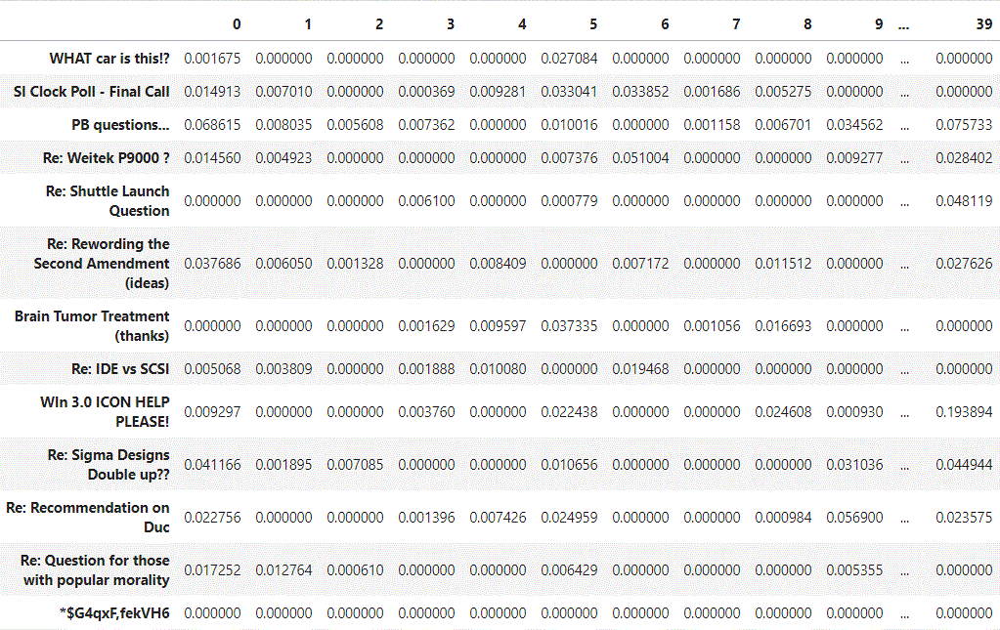 0 1 2 3 4 5 6 7 8 9 ... 39
WHAT car is this!? 0.001675 0.000000 0.000000 0.000000 0.000000 0.027084 0.000000 0.000000 0.000000 0.000000 ... 0.000000
SI Clock Poll - Final Call 0.014913 0.007010 0.000000 0.000369 0.009281 0.033041 0.033852 0.001686 0.005275 0.000000 ... 0.000000
PB questions... 0.068615 0.008035 0.005608 0.007362 0.000000 0.010016 0.000000 0.001158 0.006701 0.034562 ... 0.075733
Re: Weitek P9000 ? 0.014560 0.004923 0.000000 0.000000 0.000000 0.007376 0.051004 0.000000 0.000000 0.009277 ... 0.028402
Re: Shuttle Launch
Question 0.000000 0.000000 0.000000 0.006100 0.000000 0.000779 0.000000 0.000000 0.000000 0.000000 ... 0.048119
Re: Rewording the
Second Amendment 0.037686 0.006050 0.001328 0.000000 0.008409 0.000000 0.007172 0.000000 0.011512 0.000000 ... 0.027626
(ideas)
Brain Tumor Treatment
(thanks) 0.000000 0.000000 0.000000 0.001629 0.009597 0.037335 0.000000 0.001056 0.016693 0.000000 ... 0.000000
Re: IDE vs SCSI 0.005068 0.003809 0.000000 0.001888 0.010080 0.000000 0.019468 0.000000 0.000000 0.000000 ... 0.000000
WIn 3.0 ICON HELP
PLEASE! 0.009297 0.000000 0.000000 0.003760 0.000000 0.022438 0.000000 0.000000 0.024608 0.000930 ... 0.193894
Re: Sigma Designs
Double up?? 0.041166 0.001895 0.007085 0.000000 0.000000 0.010656 0.000000 0.000000 0.000000 0.031036 ... 0.044944
Re: Recommendation on
Duc 0.022756 0.000000 0.000000 0.001396 0.007426 0.024959 0.000000 0.000000 0.000984 0.056900 ... 0.023575
Re: Question for those
with popular morality 0.017252 0.012764 0.000610 0.000000 0.000000 0.006429 0.000000 0.000000 0.000000 0.005355 ... 0.000000
*$G4qxF,fekVH6 0.000000 0.000000 0.000000 0.000000 0.000000 0.000000 0.000000 0.000000 0.000000 0.000000 ... 0.000000